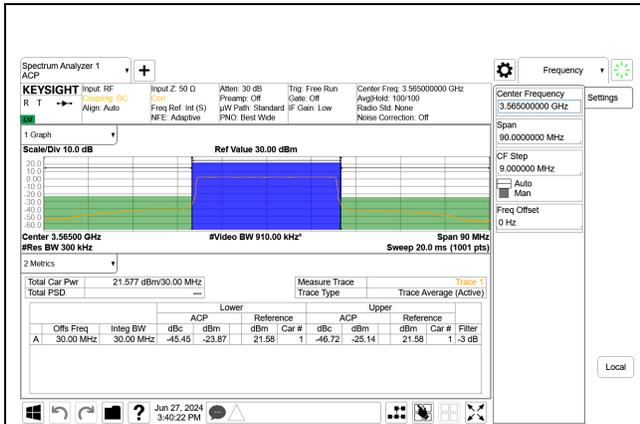 Spectrum Analyzer 1
ACP
+
Frequency
KEYSIGHT
R T
LXI
Input: RF
Coupling: DC
Align: Auto
Input Z: 50 Ω
Corr
Freq Ref: Int (S)
NFE: Adaptive
Atten: 30 dB
Preamp: Off
µW Path: Standard
PNO: Best Wide
Trig: Free Run
Gate: Off
IF Gain: Low
Center Freq: 3.565000000 GHz
Avg|Hold: 100/100
Radio Std: None
Noise Correction: Off
Center Frequency
3.565000000 GHz
Settings
Span
90.0000000 MHz
CF Step
9.000000 MHz
Auto
Man
Freq Offset
0 Hz
1 Graph
Scale/Div 10.0 dB
Ref Value 30.00 dBm
20.0
10.0
0.00
-10.0
-20.0
-30.0
-40.0
-50.0
-60.0
Center 3.56500 GHz
#Video BW 910.00 kHz*
Span 90 MHz
#Res BW 300 kHz
Sweep 20.0 ms (1001 pts)
2 Metrics
Total Car Pwr 21.577 dBm/30.00 MHz
Total PSD ---
Measure Trace Trace 1
Trace Type Trace Average (Active)
Lower Upper
ACP Reference ACP Reference
Offs Freq Integ BW dBc dBm dBm Car # dBc dBm dBm Car # Filter
A 30.00 MHz 30.00 MHz -45.45 -23.87 21.58 1 -46.72 -25.14 21.58 1 -3 dB
Local
?
Jun 27, 2024
3:40:22 PM